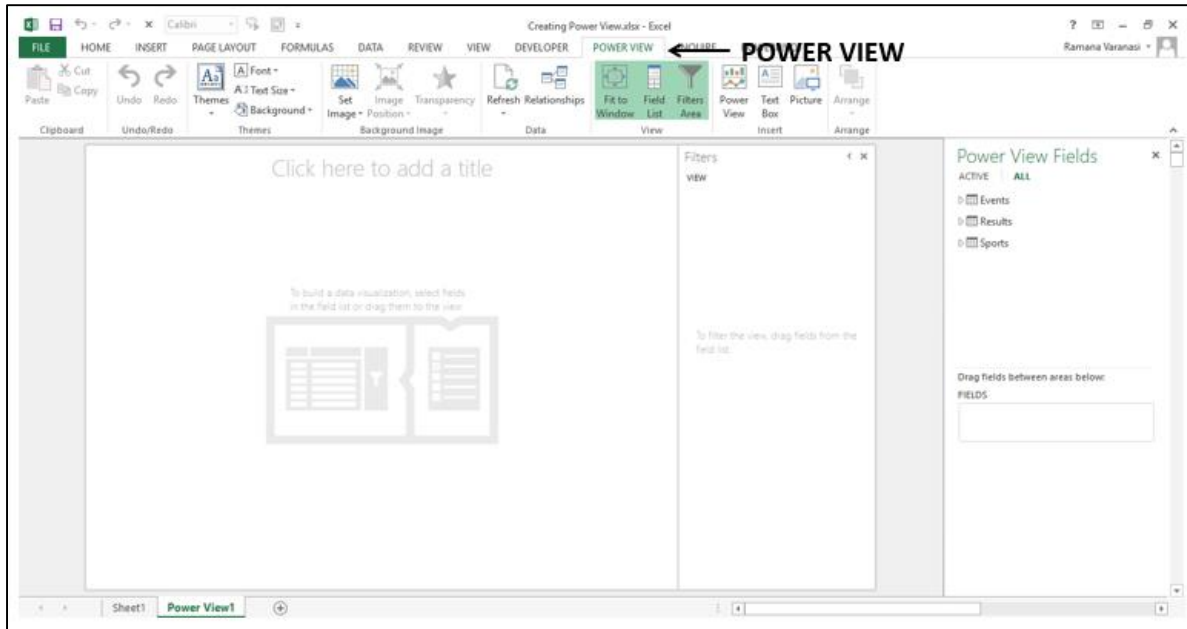 Calibri
Creating Power View.xlsx - Excel
?
FILE HOME INSERT PAGE LAYOUT FORMULAS DATA REVIEW VIEW DEVELOPER POWER VIEW
POWER VIEW
Ramana Varanasi
Paste
Cut
Copy
Clipboard
Undo Redo
Undo/Redo
Themes
Font
Text Size
Background
Themes
Set Image
Image Position
Transparency
Background Image
Refresh Relationships
Data
Fit to Window
Field List
Filters Area
View
Power View
Text Box
Picture
Insert
Arrange
Arrange
Click here to add a title
To build a data visualization, select fields
in the field list or drag them to the view
Filters
VIEW
To filter the view, drag fields from the
field list.
Power View Fields
ACTIVE ALL
Events
Results
Sports
Drag fields between areas below:
FIELDS
Sheet1 Power View1